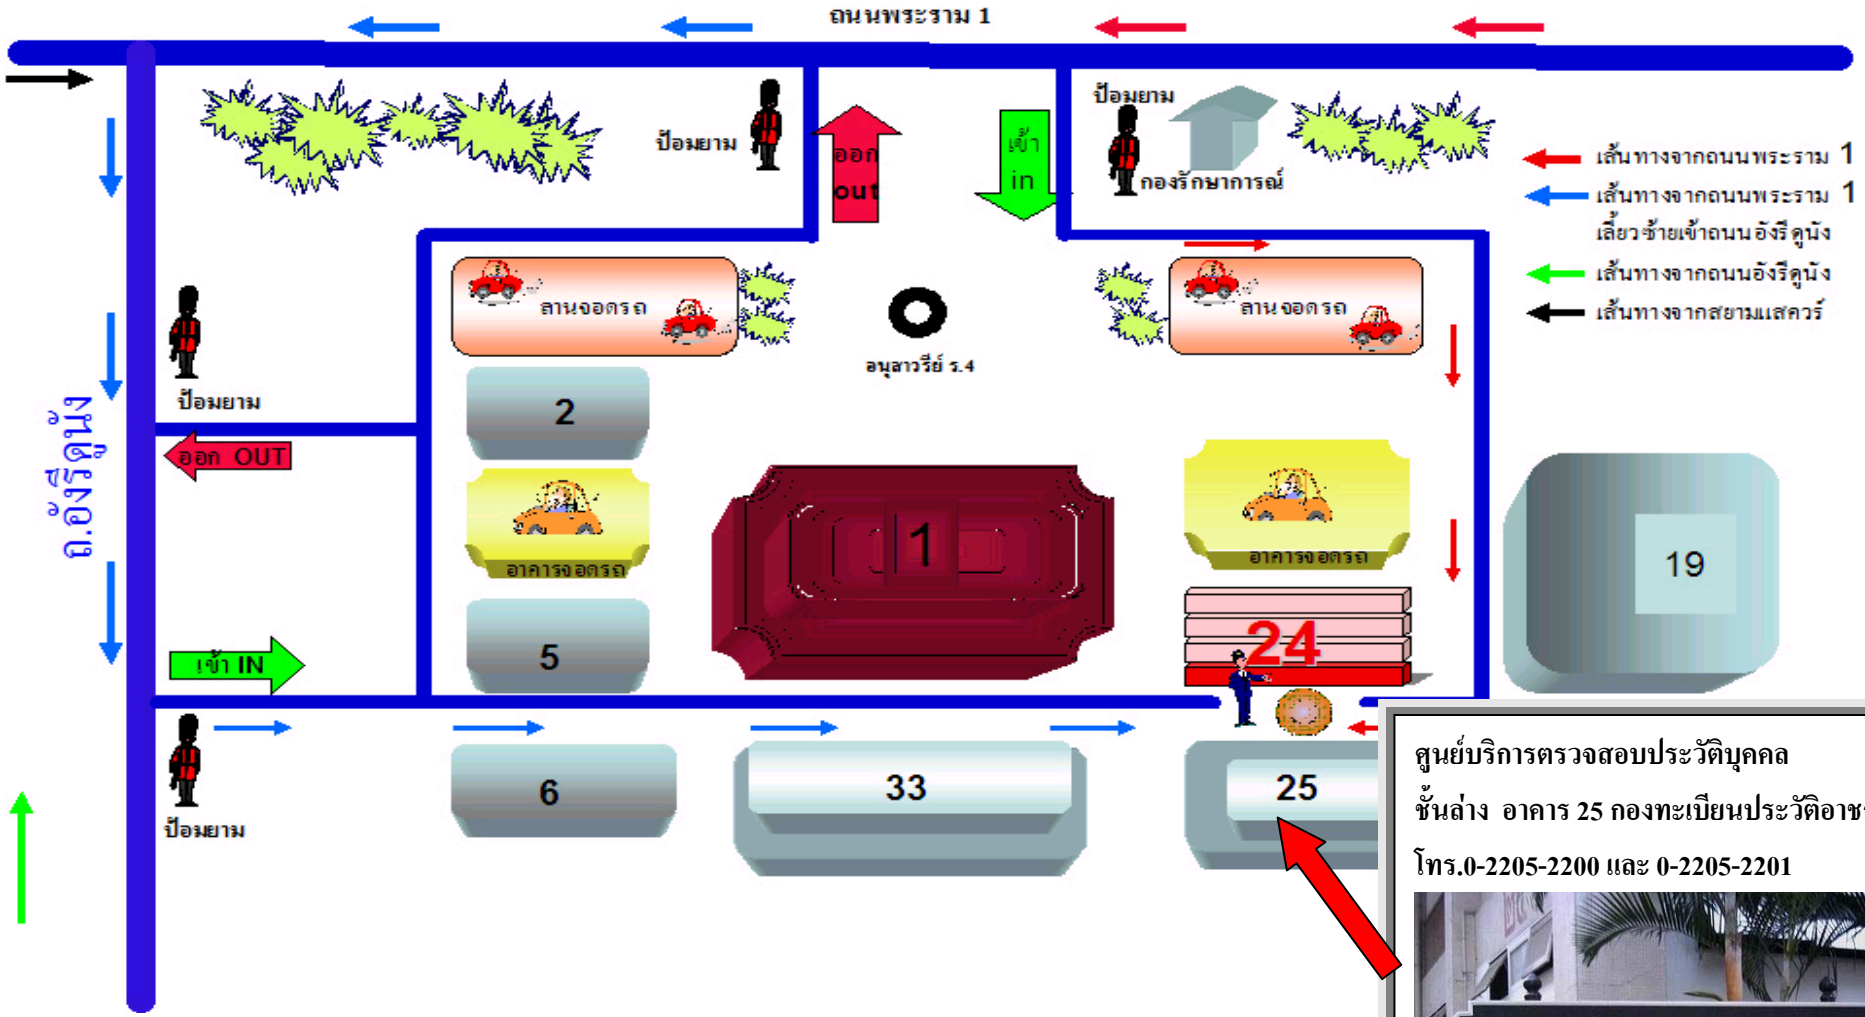 ถนนพระราม 1
ป้อมยาม
ป้อมยาม
ออก
out
เข้า
in
กองรักษาการณ์
เส้นทางจากถนนพระราม 1
เส้นทางจากถนนพระราม 1
เลี้ยวซ้ายเข้าถนนอังรีดูนัง
เส้นทางจากถนนอังรีดูนัง
เส้นทางจากสยามแสควร์
ลานจอดรถ
ลานจอดรถ
อนุสาวรีย์ ร.4
ป้อมยาม
2
ถ.อังรีดูนัง
ออก OUT
1
อาคารจอดรถ
อาคารจอดรถ
19
5
24
เข้า IN
6
33
25
ป้อมยาม
ศูนย์บริการตรวจสอบประวัติบุคคล
ชั้นล่าง อาคาร 25 กองทะเบียนประวัติอาช
โทร.0-2205-2200 และ 0-2205-2201